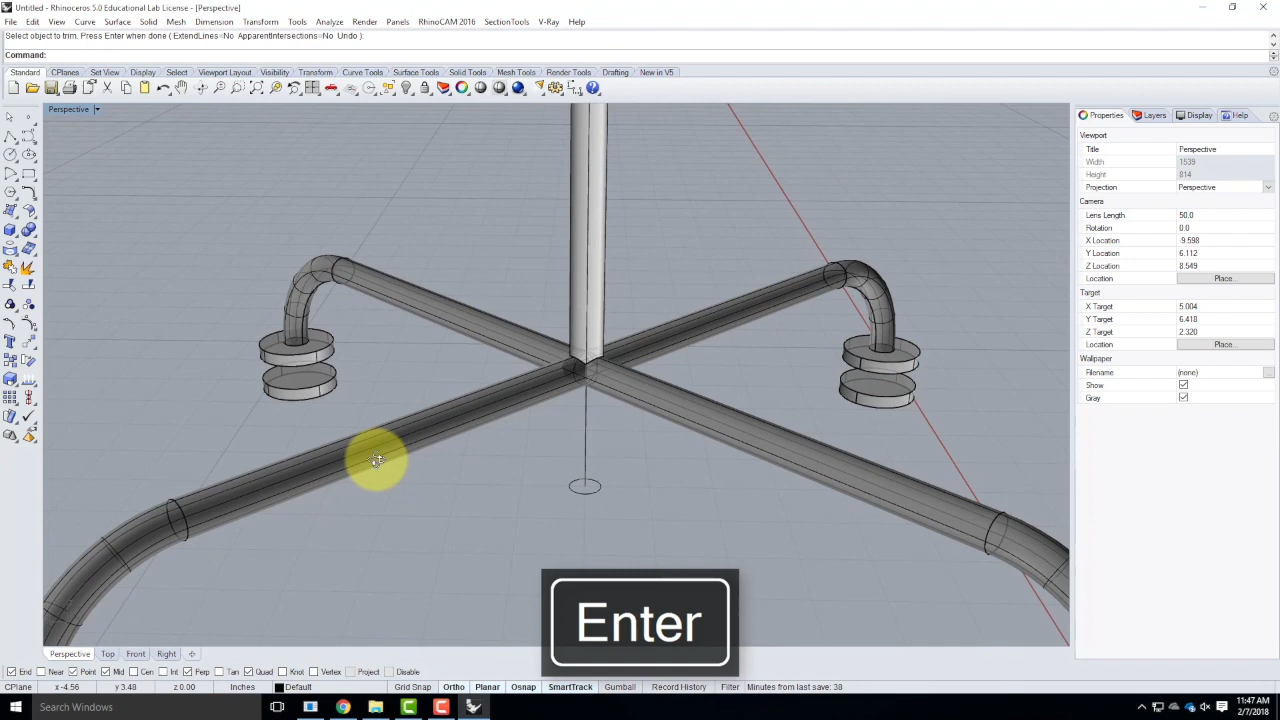 Untitled - Rhinoceros 5.0 Educational Lab License - [Perspective]
File Edit View Curve Surface Solid Mesh Dimension Transform Tools Analyze Render Panels RhinoCAM 2016 SectionTools V-Ray Help
Select object to trim. Press Enter when done ( ExtendLines=No ApparentIntersections=No Undo ):
Command:
Standard CPlanes Set View Display Select Viewport Layout Visibility Transform Curve Tools Surface Tools Solid Tools Mesh Tools Render Tools Drafting New in V5
Perspective
Properties Layers Display Help
Viewport
Title Perspective
Width 1539
Height 814
Projection Perspective
Camera
Lens Length 50.0
Rotation 0.0
X Location -9.598
Y Location 6.112
Z Location 8.549
Location Place...
Target
X Target 5.004
Y Target 6.418
Z Target 2.320
Location Place...
Wallpaper
Filename (none)
Show
Gray
Enter
Perspective Top Front Right
End Near Point Mid Cen Int Perp Tan Quad Knot Vertex Project Disable
CPlane x -4.56 y 3.48 z 0.00 Inches Default Grid Snap Ortho Planar Osnap SmartTrack Gumball Record History Filter Minutes from last save: 38
Search Windows
11:47 AM
2/7/2018